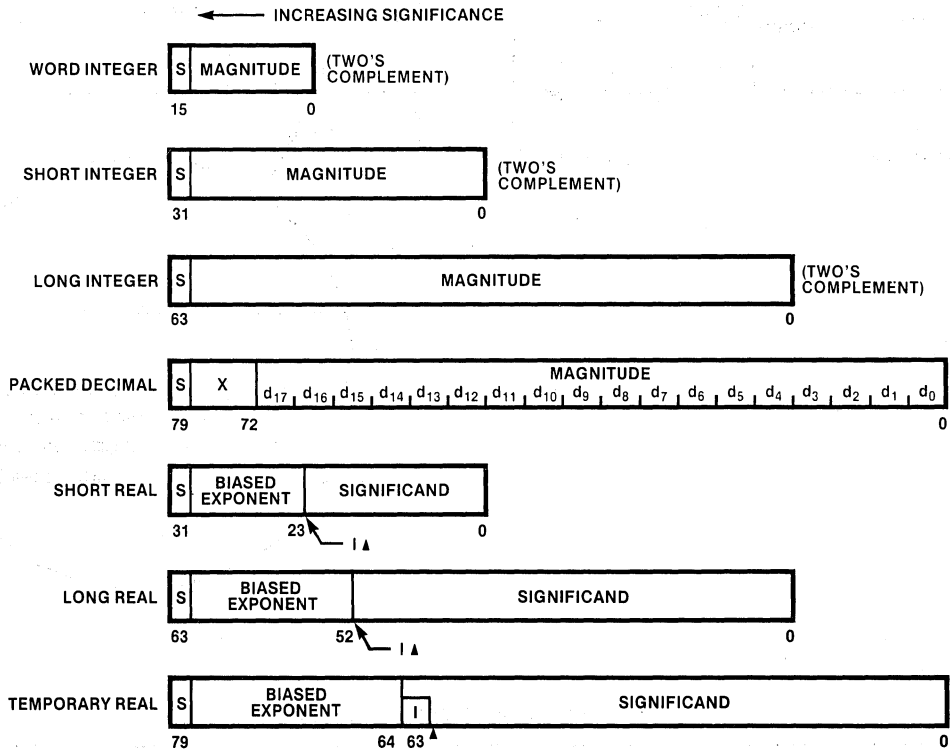 INCREASING SIGNIFICANCE
WORD INTEGER S MAGNITUDE (TWO'S COMPLEMENT)
15 0
SHORT INTEGER S MAGNITUDE (TWO'S COMPLEMENT)
31 0
LONG INTEGER S MAGNITUDE (TWO'S COMPLEMENT)
63 0
PACKED DECIMAL S X MAGNITUDE
d17 d16 d15 d14 d13 d12 d11 d10 d9 d8 d7 d6 d5 d4 d3 d2 d1 d0
79 72 0
SHORT REAL S BIASED EXPONENT SIGNIFICAND
31 23 0
I
LONG REAL S BIASED EXPONENT SIGNIFICAND
63 52 0
I
TEMPORARY REAL S BIASED EXPONENT I SIGNIFICAND
79 64 63 0